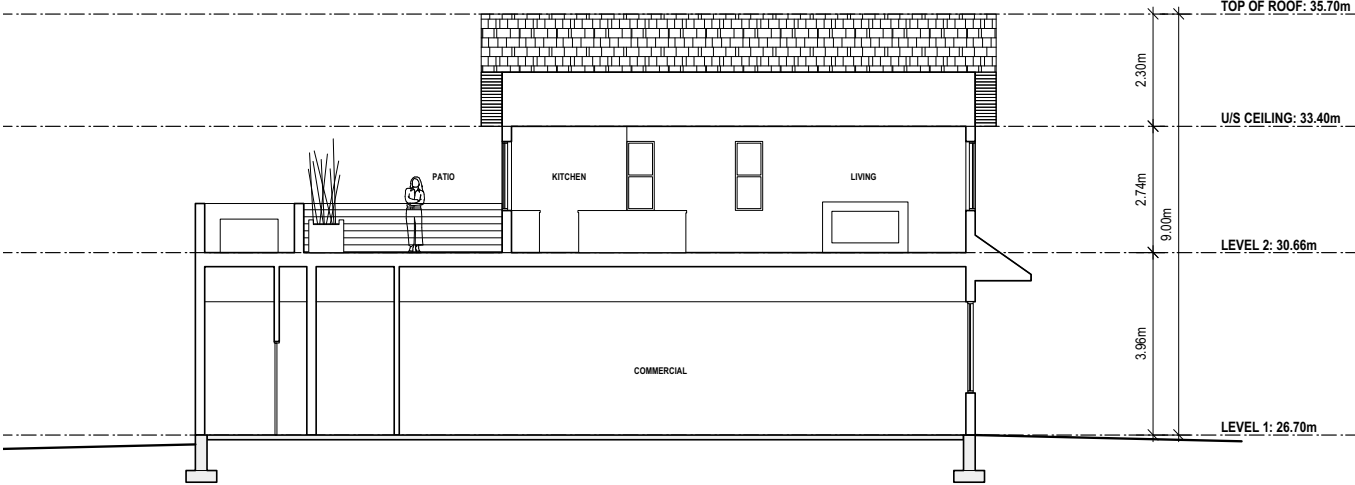 TOP OF ROOF: 35.70m
2.30m
U/S CEILING: 33.40m
PATIO
KITCHEN
LIVING
2.74m
9.00m
LEVEL 2: 30.66m
3.96m
COMMERCIAL
LEVEL 1: 26.70m